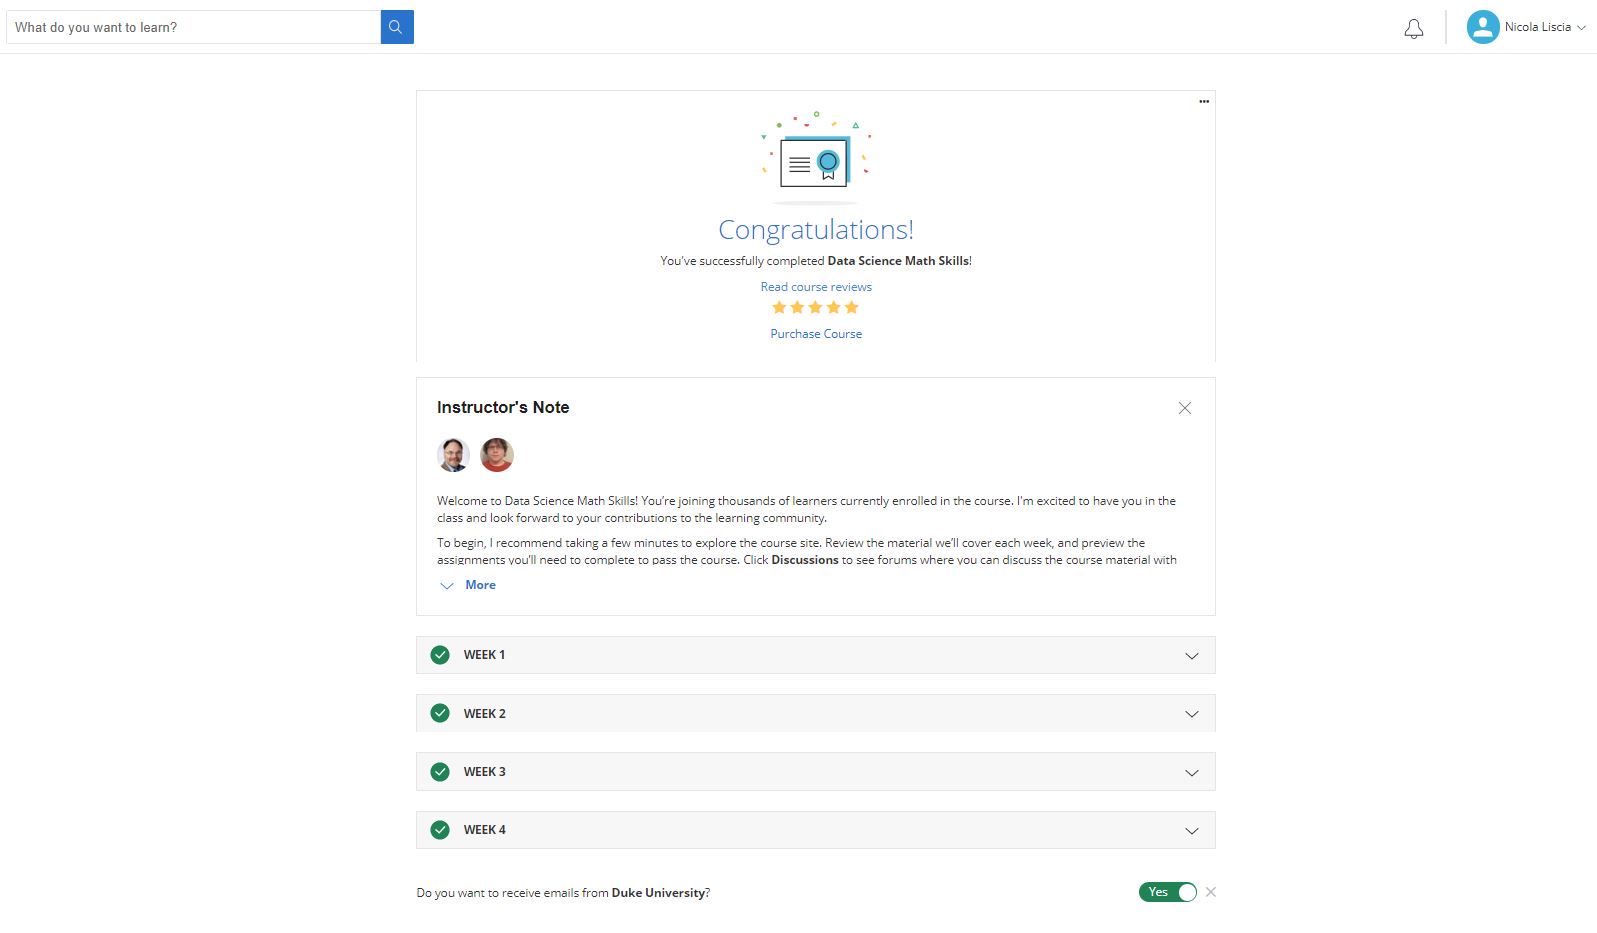 What do you want to learn?
Nicola Liscia
Congratulations!
You've successfully completed Data Science Math Skills!
Read course reviews
Purchase Course
Instructor's Note
Welcome to Data Science Math Skills! You're joining thousands of learners currently enrolled in the course. I'm excited to have you in the
class and look forward to your contributions to the learning community.
To begin, I recommend taking a few minutes to explore the course site. Review the material we'll cover each week, and preview the
assignments you'll need to complete to pass the course. Click Discussions to see forums where you can discuss the course material with
More
WEEK 1
WEEK 2
WEEK 3
WEEK 4
Do you want to receive emails from Duke University?
Yes